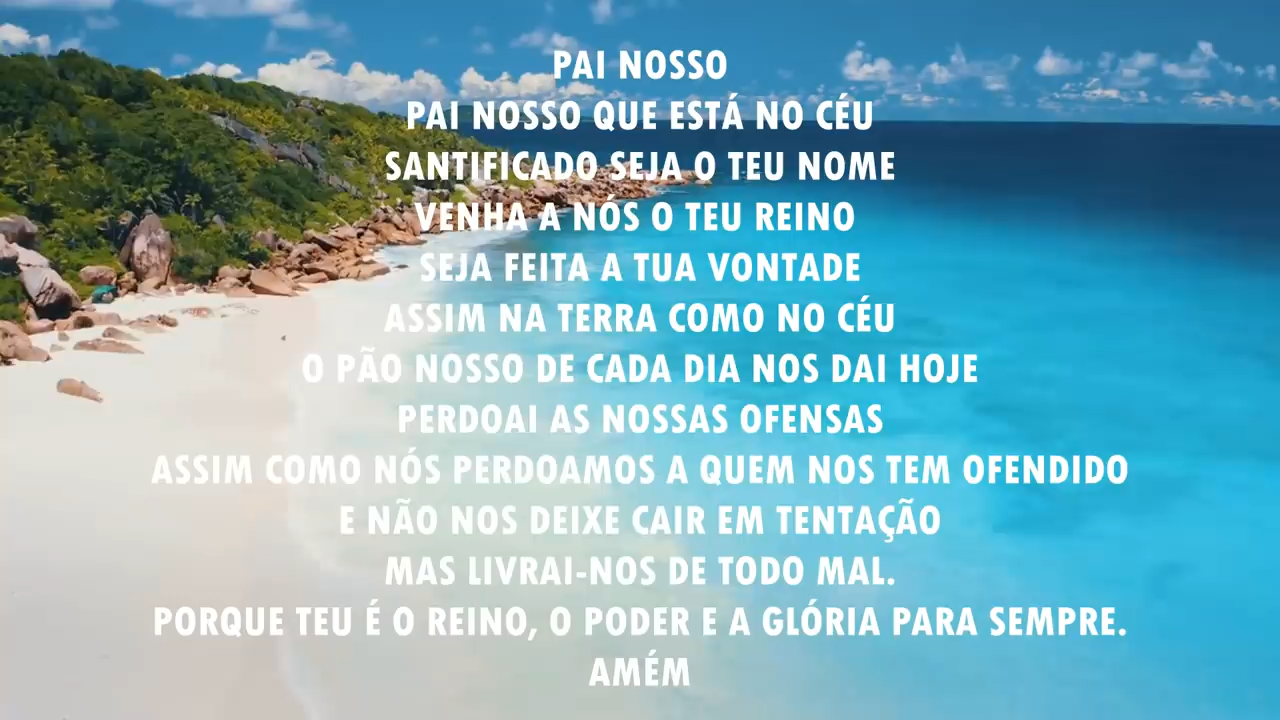 PAI NOSSO
PAI NOSSO QUE ESTÁ NO CÉU
SANTIFICADO SEJA O TEU NOME
VENHA A NÓS O TEU REINO
SEJA FEITA A TUA VONTADE
ASSIM NA TERRA COMO NO CÉU
O PÃO NOSSO DE CADA DIA NOS DAI HOJE
PERDOAI AS NOSSAS OFENSAS
ASSIM COMO NÓS PERDOAMOS A QUEM NOS TEM OFENDIDO
E NÃO NOS DEIXE CAIR EM TENTAÇÃO
MAS LIVRAI-NOS DE TODO MAL.
PORQUE TEU É O REINO, O PODER E A GLÓRIA PARA SEMPRE.
AMÉM